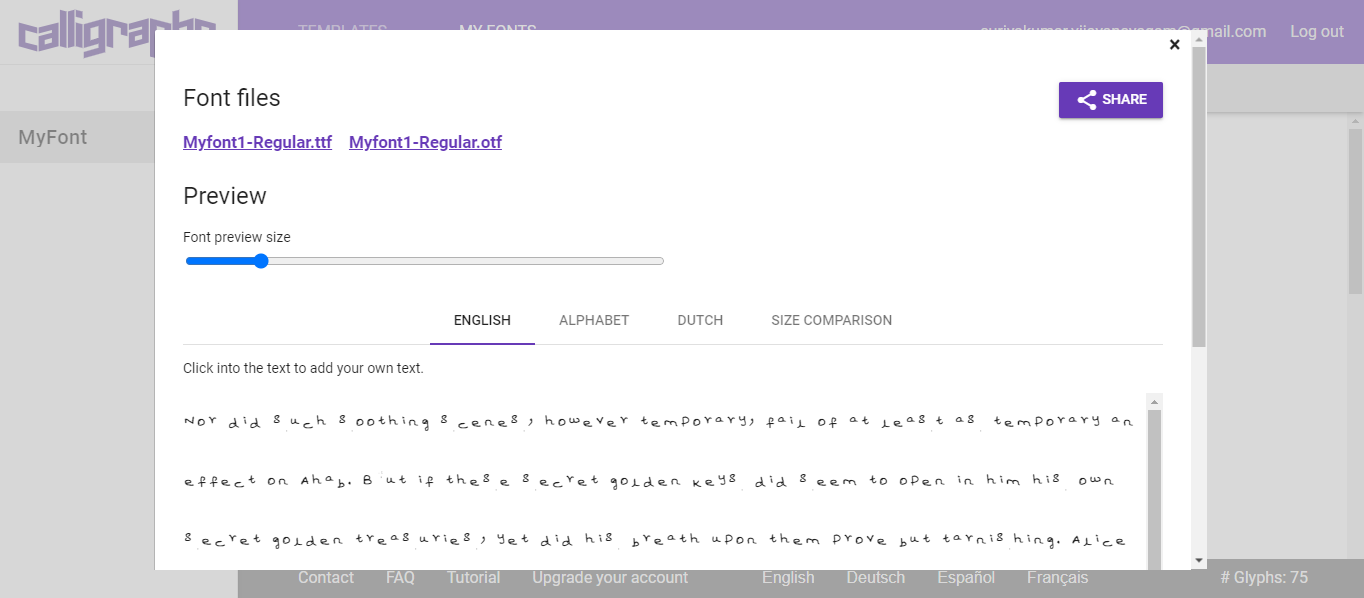 calligraphr
TEMPLATES MY FONTS mail.com Log out
Font files
SHARE
MyFont
Myfont1-Regular.ttf Myfont1-Regular.otf
Preview
Font preview size
ENGLISH ALPHABET DUTCH SIZE COMPARISON
Click into the text to add your own text.
Nor did such soothing scenes, however temporary, fail of at least as temporary an
effect on Ahab. But if these secret golden keys did seem to open in him his own
secret golden treasuries, yet did his breath upon them prove but tarnishing. Alice
Contact FAQ Tutorial Upgrade your account English Deutsch Español Français # Glyphs: 75